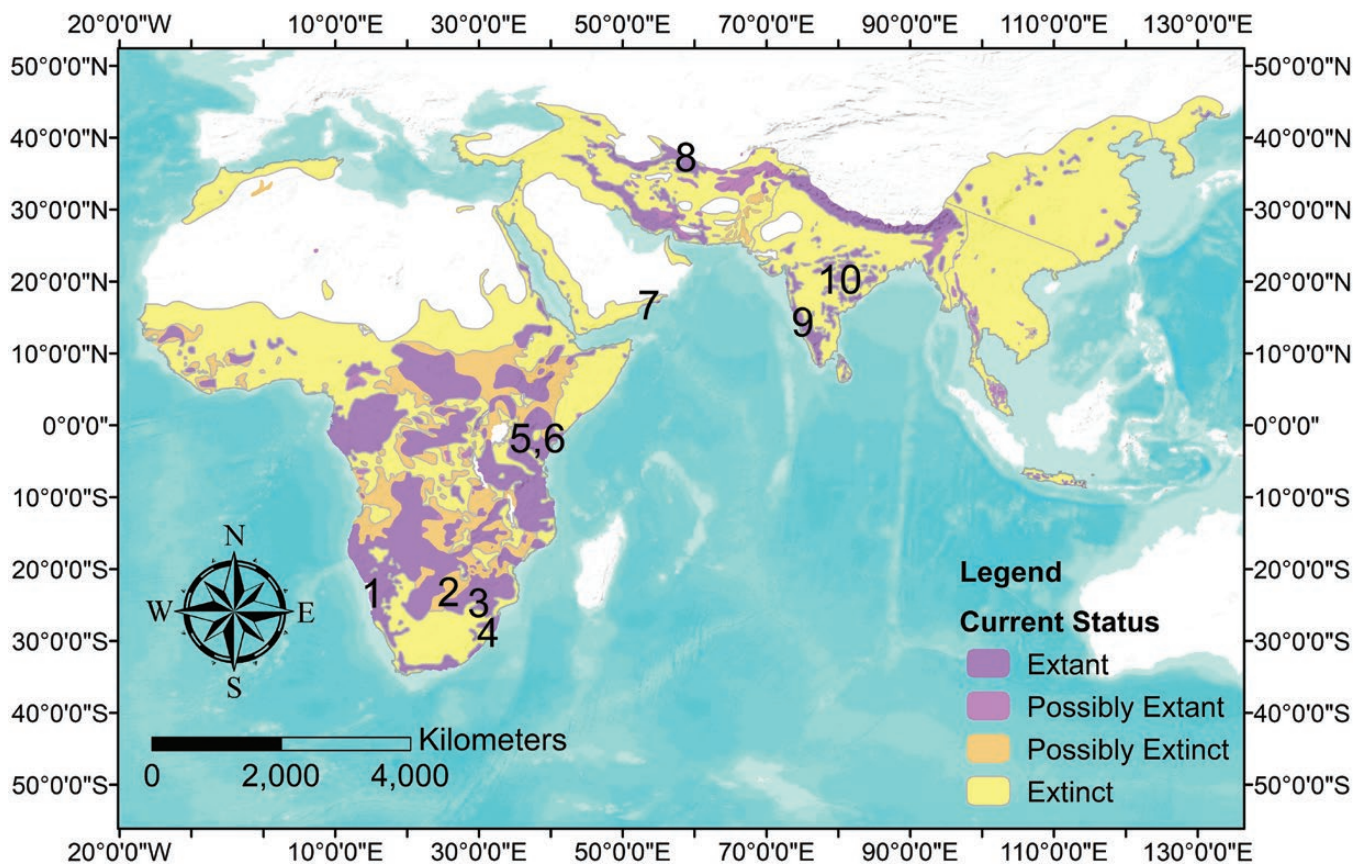 20°0'0"W 10°0'0"E 30°0'0"E 50°0'0"E 70°0'0"E 90°0'0"E 110°0'0"E 130°0'0"E
50°0'0"N 50°0'0"N
40°0'0"N 40°0'0"N
8
30°0'0"N 30°0'0"N
20°0'0"N 10 20°0'0"N
7
9
10°0'0"N 10°0'0"N
0°0'0" 0°0'0"
5,6
10°0'0"S 10°0'0"S
N
20°0'0"S 20°0'0"S
Legend
1 2 3
W E
Current Status
4
30°0'0"S 30°0'0"S
Extant
S
Possibly Extant
40°0'0"S 40°0'0"S
Kilometers
Possibly Extinct
0 2,000 4,000
50°0'0"S 50°0'0"S
Extinct
20°0'0"W 10°0'0"E 30°0'0"E 50°0'0"E 70°0'0"E 90°0'0"E 110°0'0"E 130°0'0"E